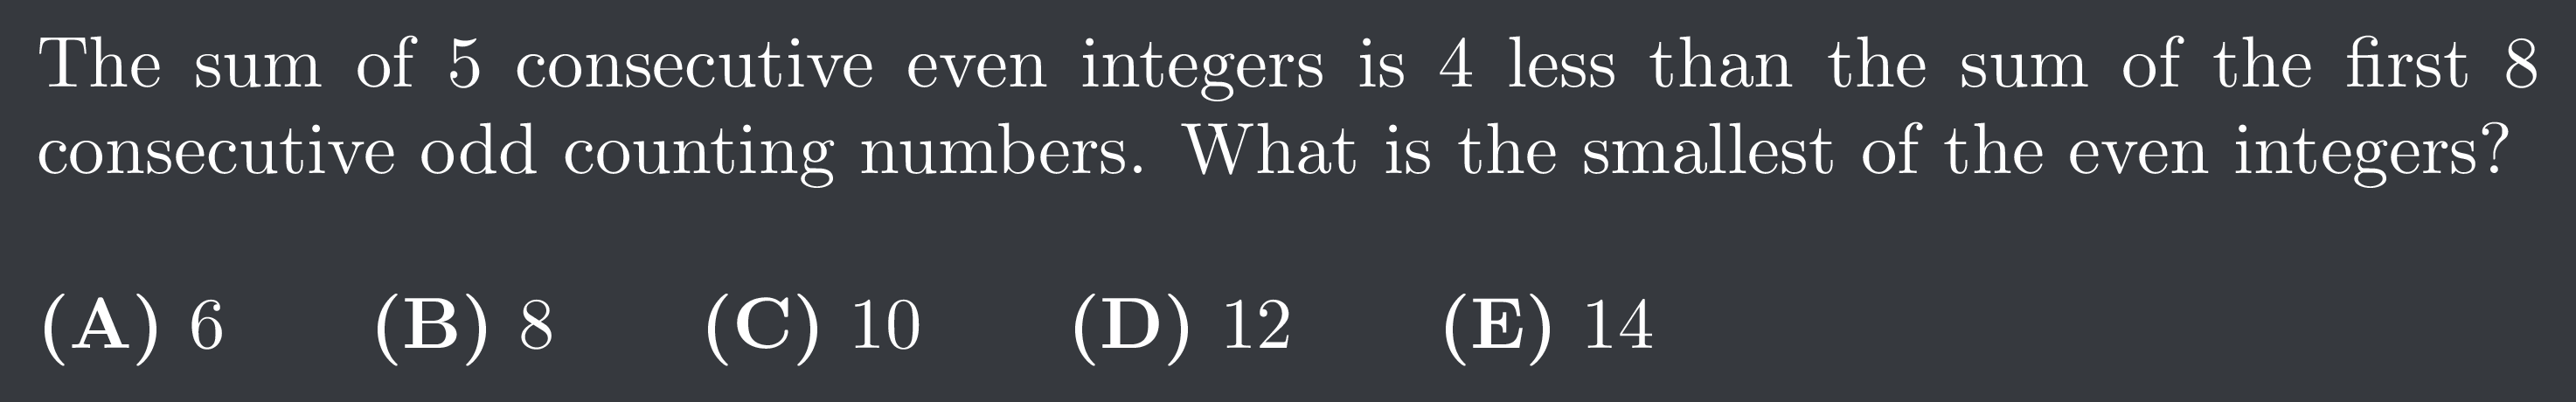 The sum of 5 consecutive even integers is 4 less than the sum of the first 8
consecutive odd counting numbers. What is the smallest of the even integers?
(A) 6 (B) 8 (C) 10 (D) 12 (E) 14